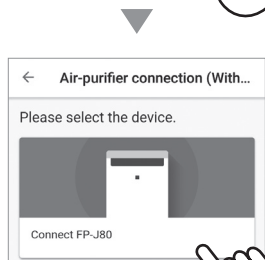 Air-purifier connection (With...
Please select the device.
Connect FP-J80